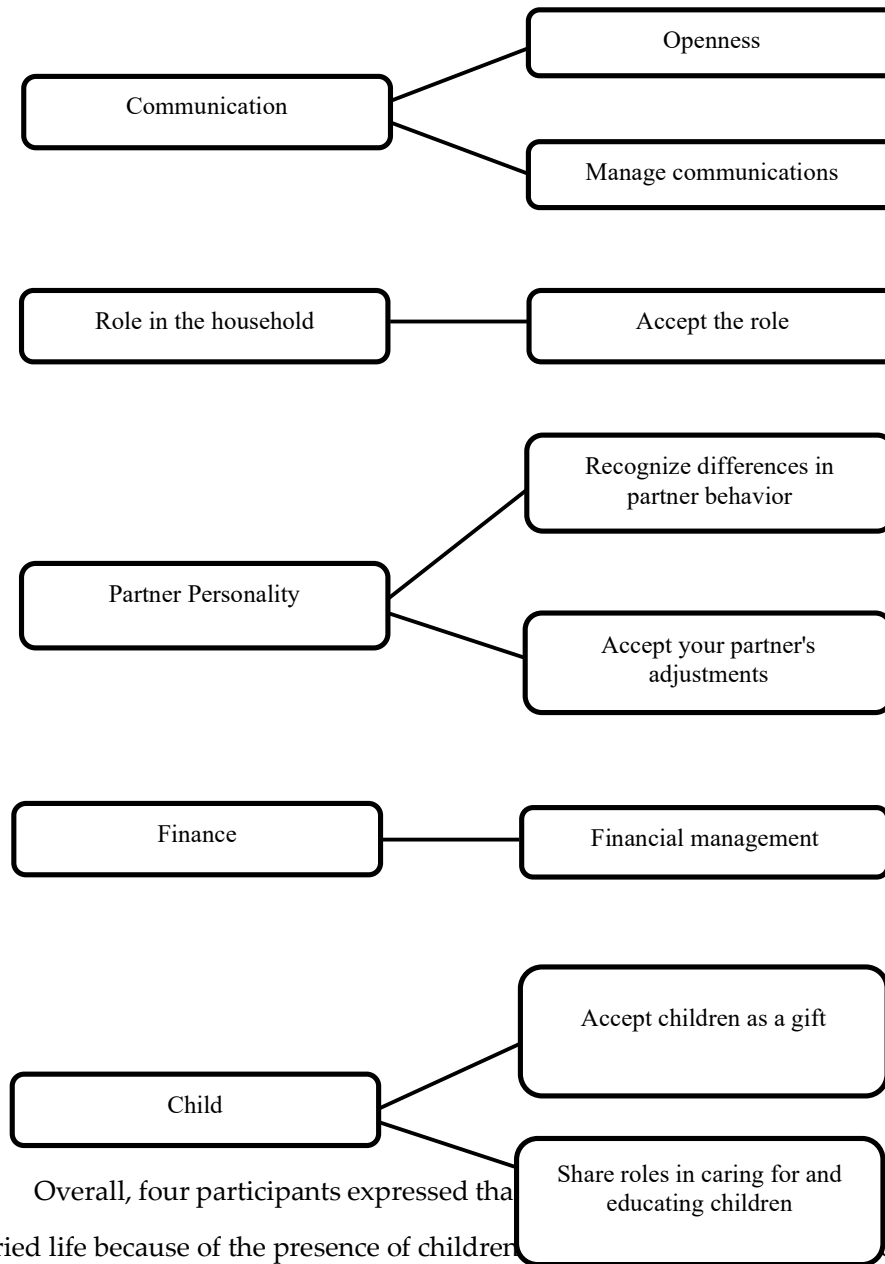 Openness
Communication
Manage communications
Role in the household
Accept the role
Recognize differences in
partner behavior
Partner Personality
Accept your partner's
adjustments
Finance
Financial management
Accept children as a gift
Child
Share roles in caring for and
educating children
Overall, four participants expressed
life because of the presence of children